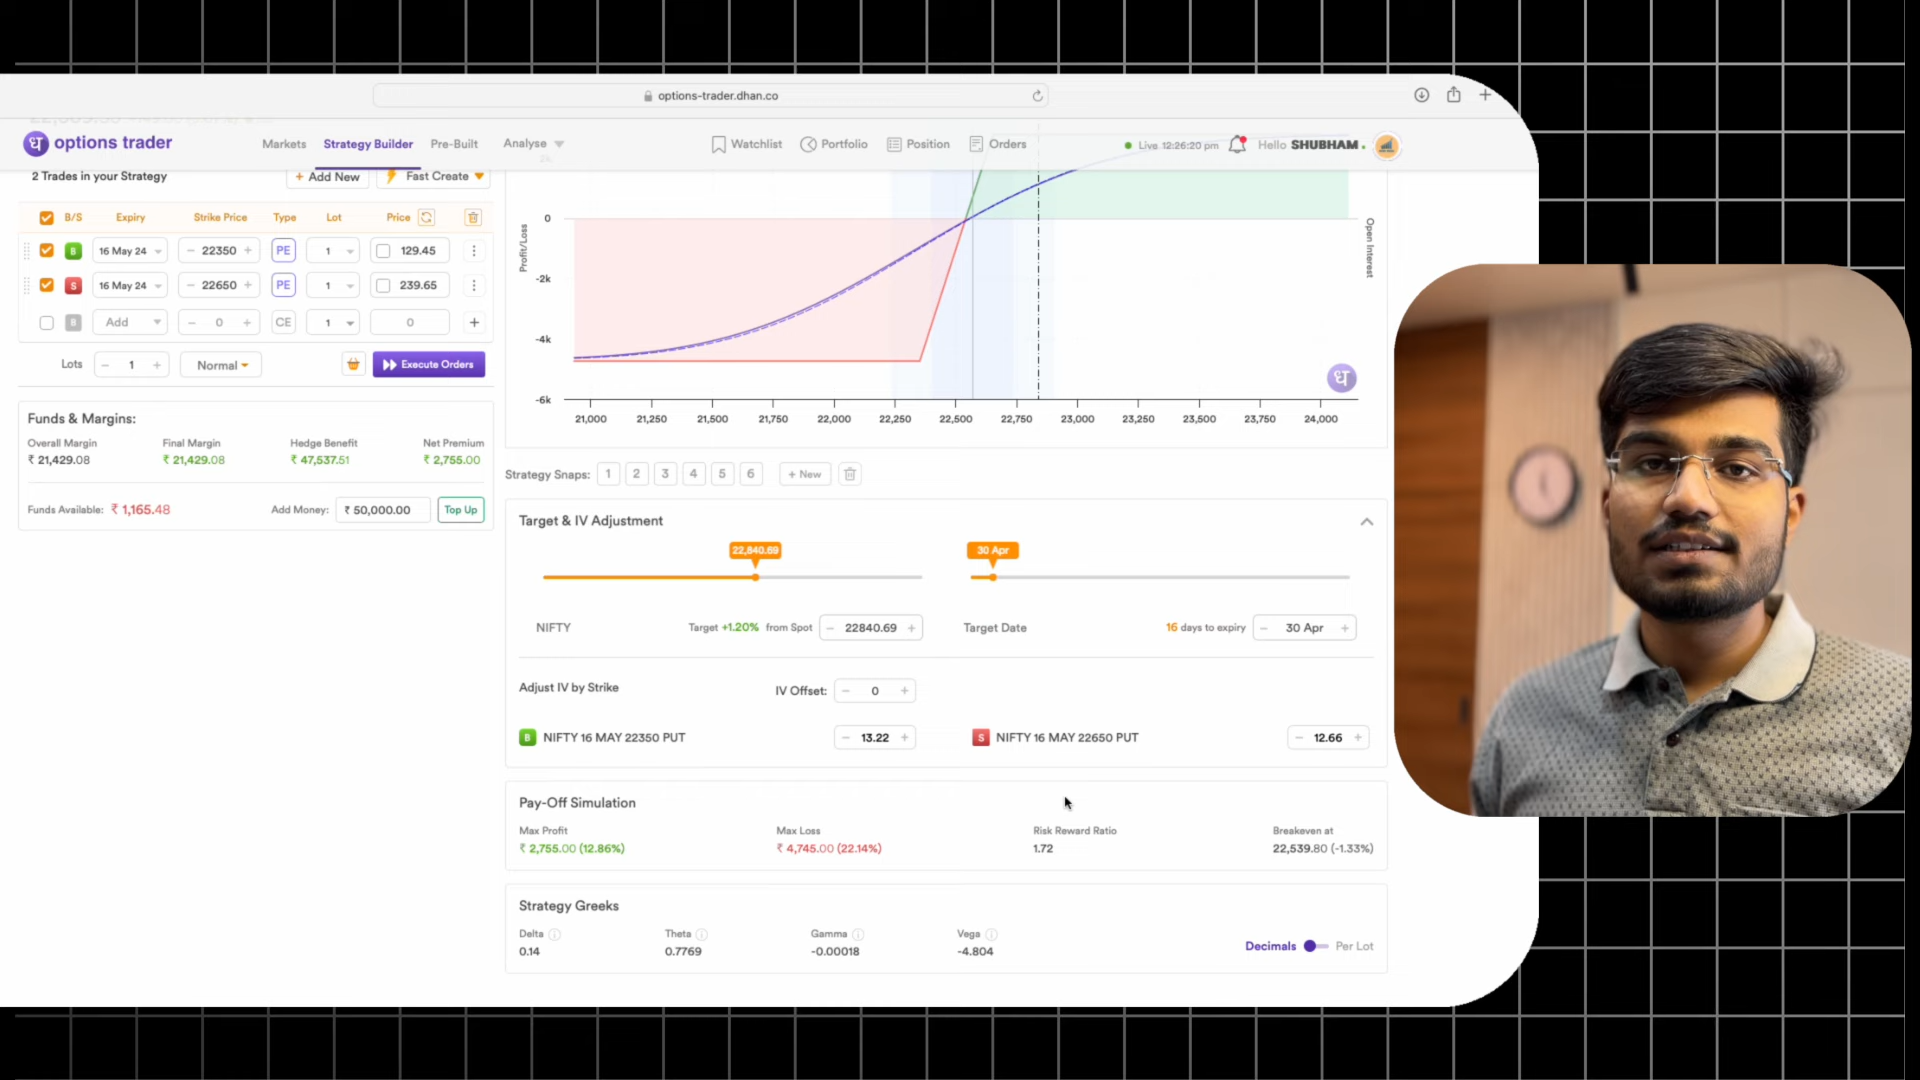 options-trader.dhan.co
ध options trader
Markets Strategy Builder Pre-Built Analyse Watchlist Portfolio Position Orders Live 12:26:20 pm Hello SHUBHAM.
2k
2 Trades in your Strategy + Add New Fast Create
B/S Expiry Strike Price Type Lot Price
B 16 May 24 − 22350 + PE 1 129.45
S 16 May 24 − 22650 + PE 1 239.65
B Add − 0 + CE 1 0 +
Lots − 1 + Normal Execute Orders
Funds & Margins:
Overall Margin Final Margin Hedge Benefit Net Premium
₹ 21,429.08 ₹ 21,429.08 ₹ 47,537.51 ₹ 2,755.00
Funds Available: ₹ 1,165.48 Add Money: ₹ 50,000.00 Top Up
Profit/Loss
0
-2k
-4k
-6k
Open Interest
ध
21,000 21,250 21,500 21,750 22,000 22,250 22,500 22,750 23,000 23,250 23,500 23,750 24,000
Strategy Snaps: 1 2 3 4 5 6 + New
Target & IV Adjustment
22,840.69 30 Apr
NIFTY Target +1.20% from Spot − 22840.69 + Target Date 16 days to expiry − 30 Apr +
Adjust IV by Strike IV Offset: − 0 +
B NIFTY 16 MAY 22350 PUT − 13.22 + S NIFTY 16 MAY 22650 PUT − 12.66 +
Pay-Off Simulation
Max Profit Max Loss Risk Reward Ratio Breakeven at
₹ 2,755.00 (12.86%) ₹ 4,745.00 (22.14%) 1.72 22,539.80 (-1.33%)
Strategy Greeks
Delta Theta Gamma Vega
0.14 0.7769 -0.00018 -4.804
Decimals Per Lot